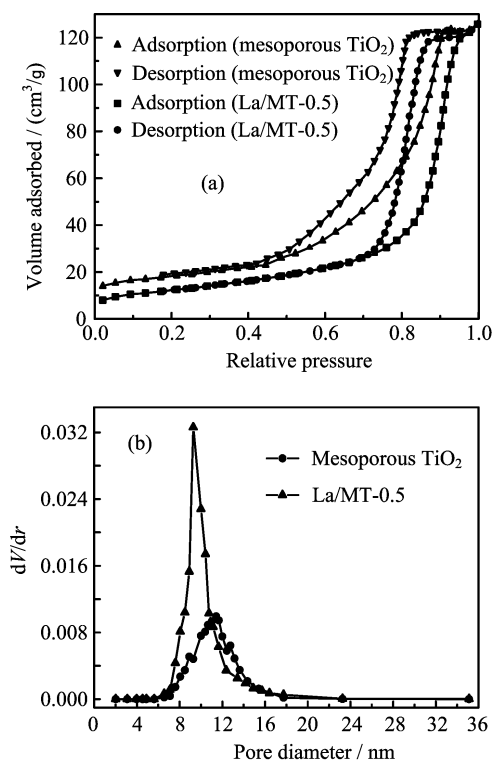 120
100
80
60
40
20
0
Volume adsorbed / (cm³/g)
Adsorption (mesoporous TiO₂)
Desorption (mesoporous TiO₂)
Adsorption (La/MT-0.5)
Desorption (La/MT-0.5)
(a)
0.0 0.2 0.4 0.6 0.8 1.0
Relative pressure
0.032
0.024
0.016
0.008
0.000
dV/dr
(b)
Mesoporous TiO₂
La/MT-0.5
0 4 8 12 16 20 24 28 32 36
Pore diameter / nm